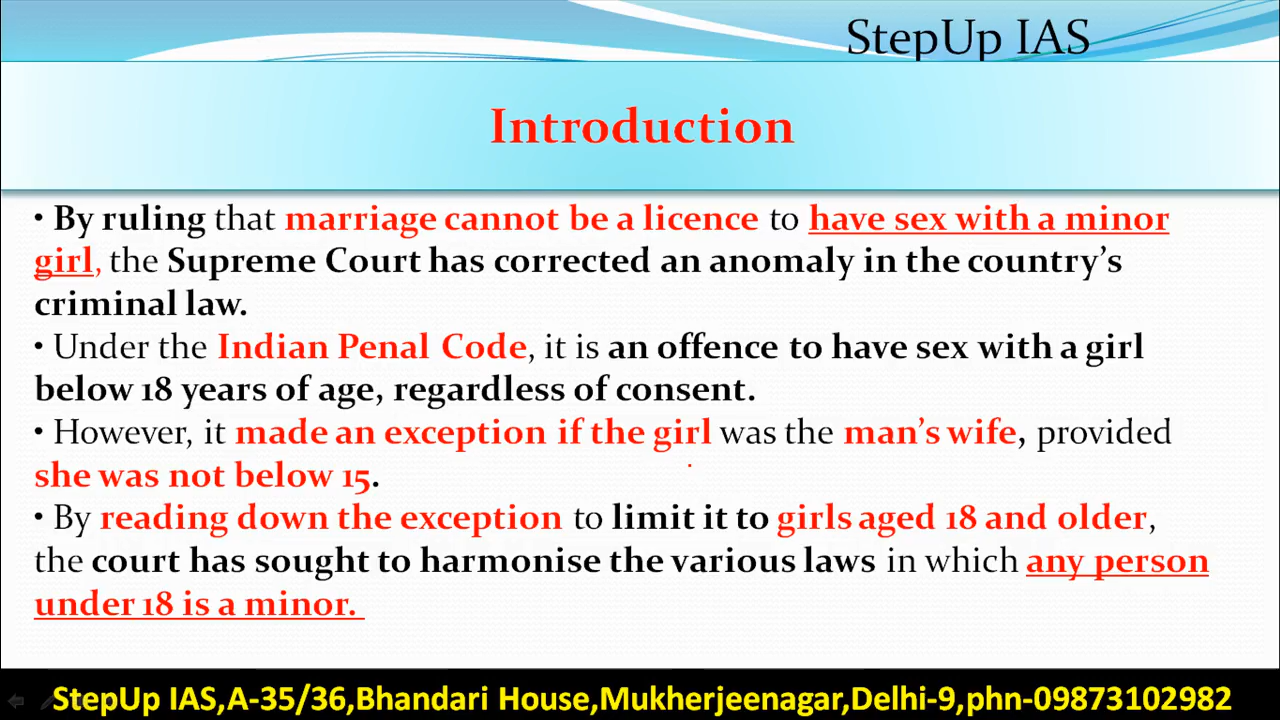 StepUp IAS
Introduction
• By ruling that marriage cannot be a licence to have sex with a minor
girl, the Supreme Court has corrected an anomaly in the country’s
criminal law.
• Under the Indian Penal Code, it is an offence to have sex with a girl
below 18 years of age, regardless of consent.
• However, it made an exception if the girl was the man’s wife, provided
she was not below 15.
• By reading down the exception to limit it to girls aged 18 and older,
the court has sought to harmonise the various laws in which any person
under 18 is a minor.
StepUp IAS,A-35/36,Bhandari House,Mukherjeenagar,Delhi-9,phn-09873102982